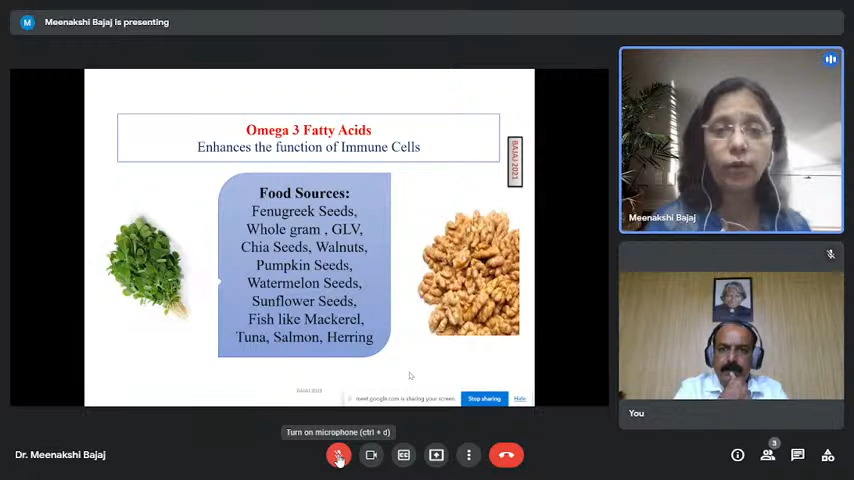 M Meenakshi Bajaj is presenting
Omega 3 Fatty Acids
Enhances the function of Immune Cells
BAJAJ 2021
Food Sources:
Fenugreek Seeds,
Whole gram , GLV,
Chia Seeds, Walnuts,
Pumpkin Seeds,
Watermelon Seeds,
Sunflower Seeds,
Fish like Mackerel,
Tuna, Salmon, Herring
meet.google.com is sharing your screen.
Stop sharing
Hide
Meenakshi Bajaj
You
Turn on microphone (ctrl + d)
Dr. Meenakshi Bajaj
CC
3